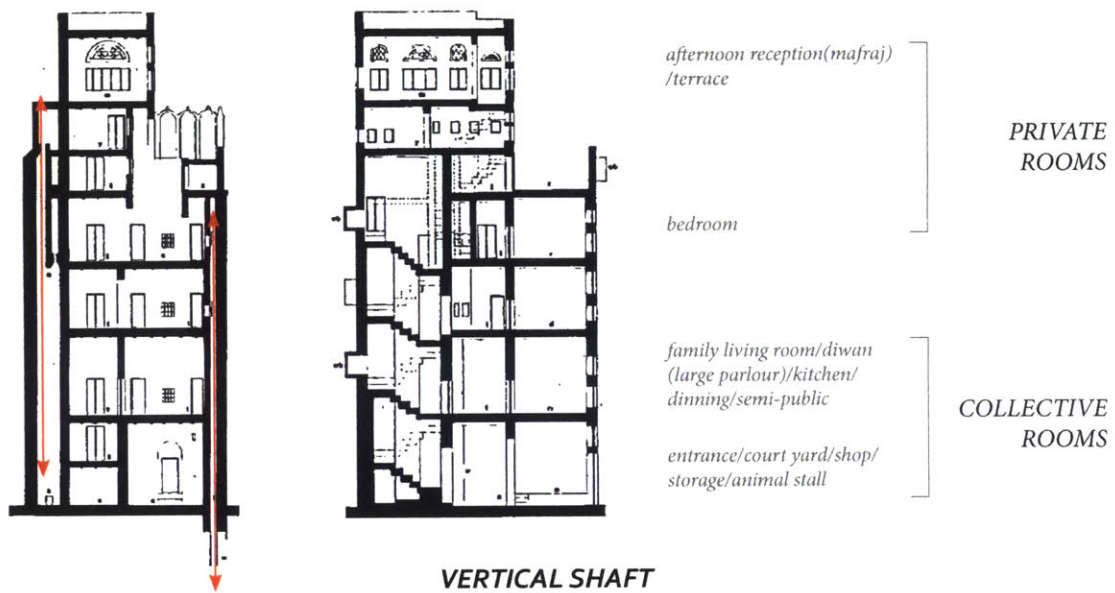 afternoon reception(mafraj)
/terrace
PRIVATE
ROOMS
bedroom
family living room/diwan
(large parlour)/kitchen/
dinning/semi-public
COLLECTIVE
ROOMS
entrance/court yard/shop/
storage/animal stall
VERTICAL SHAFT